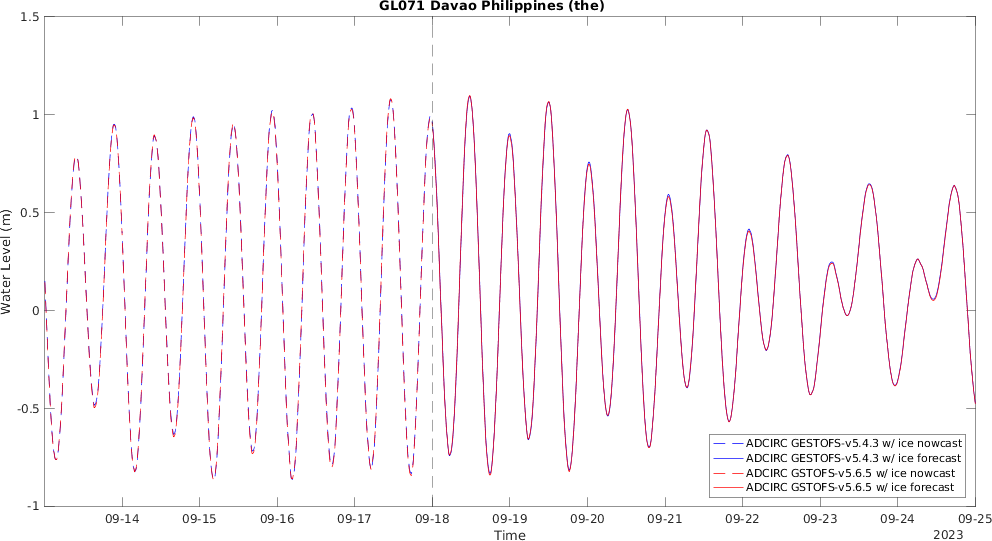 GL071 Davao Philippines (the)
1.5
1
0.5
0
-0.5
-1
Water Level (m)
ADCIRC GESTOFS-v5.4.3 w/ ice nowcast
ADCIRC GESTOFS-v5.4.3 w/ ice forecast
ADCIRC GSTOFS-v5.6.5 w/ ice nowcast
ADCIRC GSTOFS-v5.6.5 w/ ice forecast
09-14 09-15 09-16 09-17 09-18 09-19 09-20 09-21 09-22 09-23 09-24 09-25
Time
2023